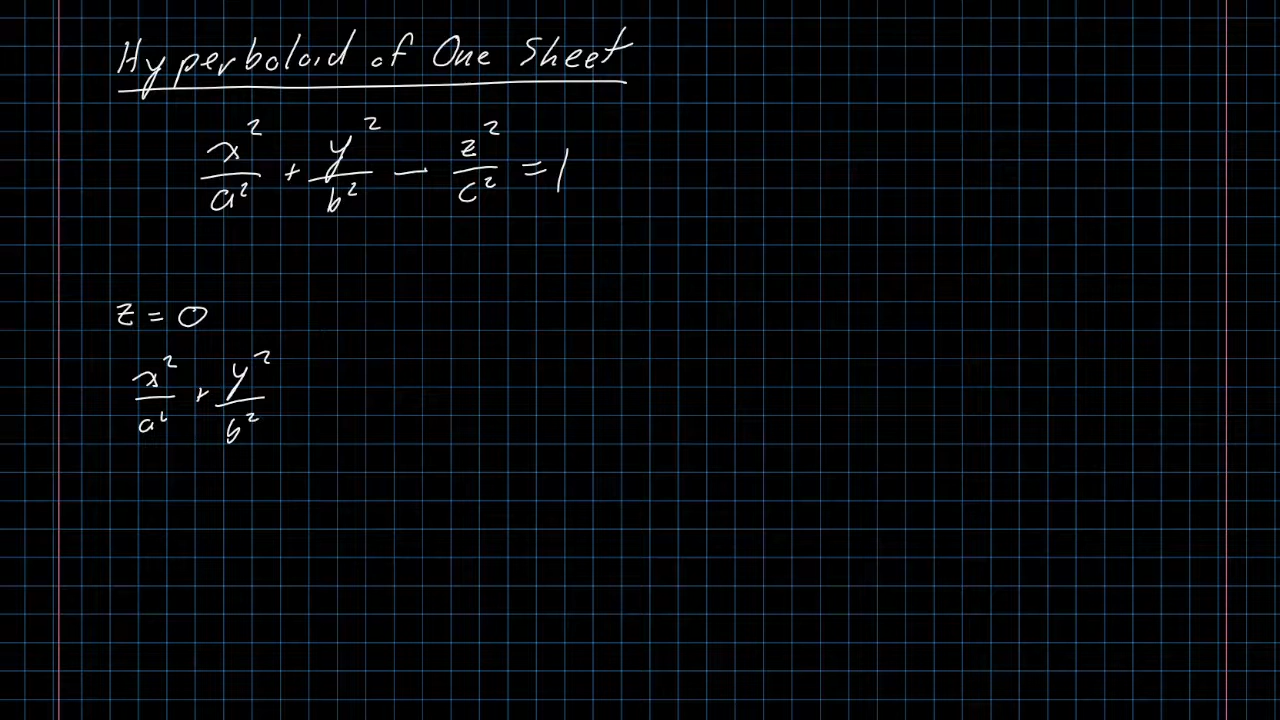 Hyperboloid of One Sheet
x²/a² + y²/b² − z²/c² = 1
z = 0
x²/a² + y²/b²